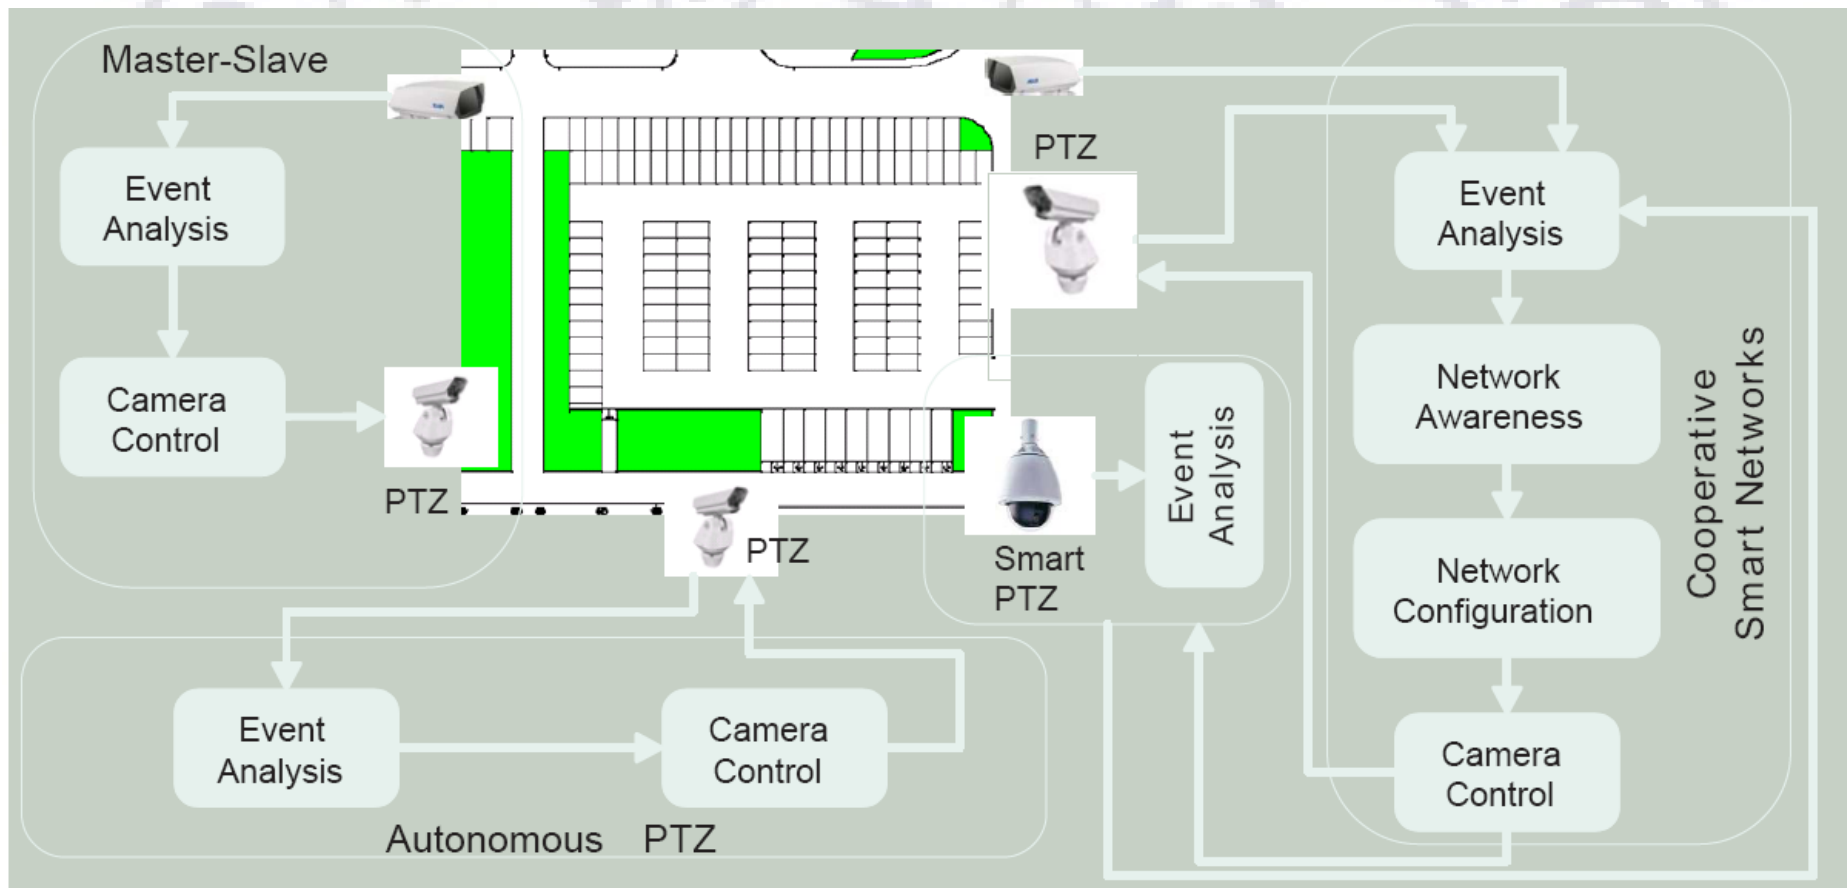 Master-Slave
Event
Analysis
Camera
Control
PTZ
PTZ
PTZ
Smart
PTZ
Event
Analysis
Event
Analysis
Camera
Control
Autonomous PTZ
Event
Analysis
Network
Awareness
Network
Configuration
Camera
Control
Cooperative
Smart Networks